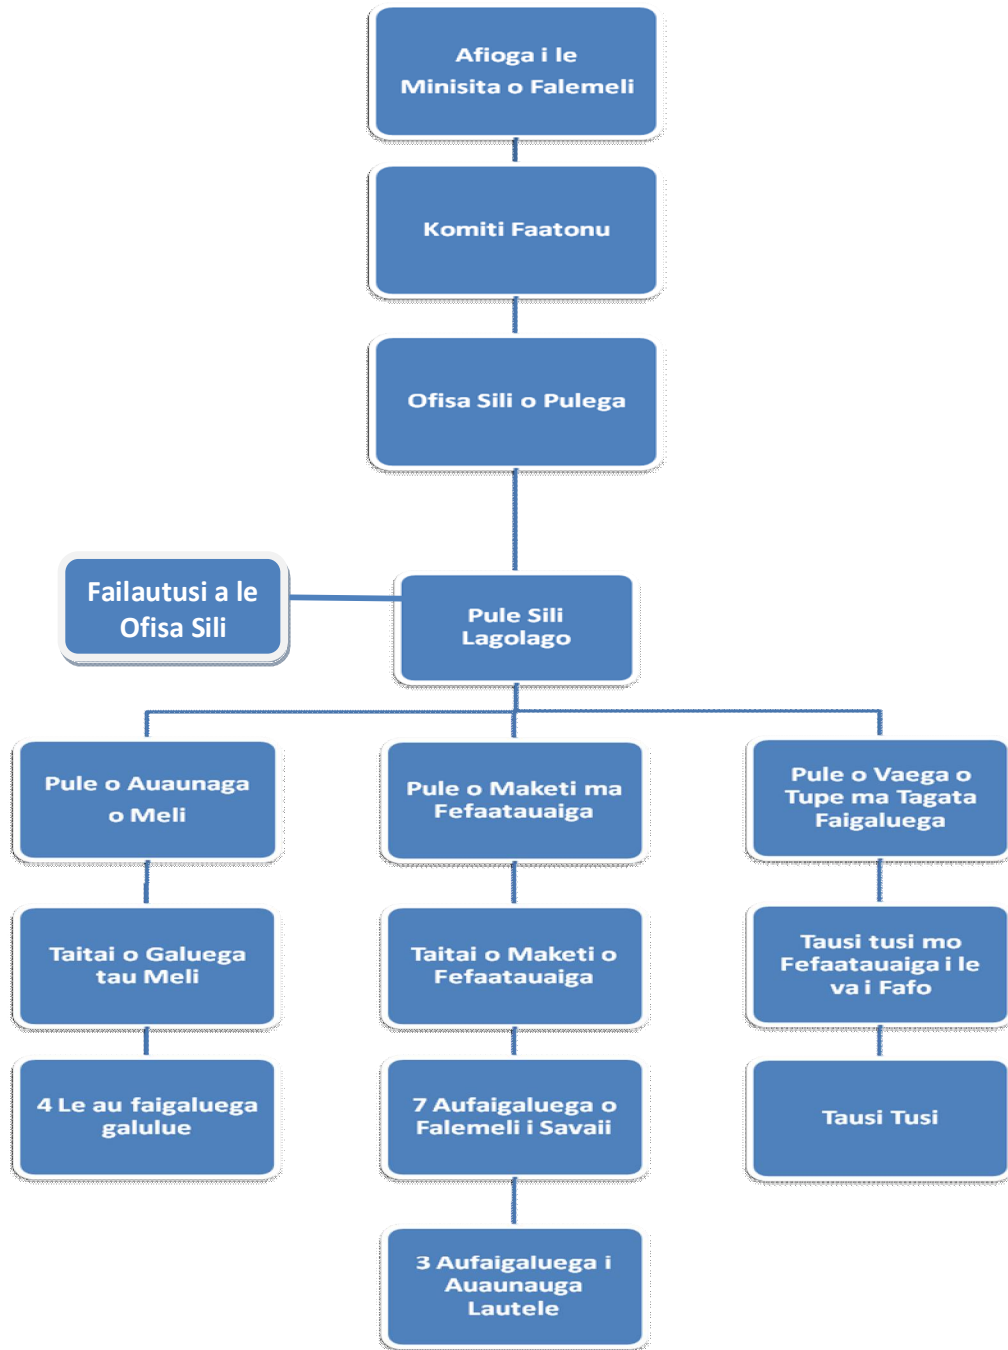 Afioga i le
Minisita o Falemeli
Komiti Faatonu
Ofisa Sili o Pulega
Failautusi a le
Ofisa Sili
Pule Sili
Lagolago
Pule o Auaunaga
o Meli
Pule o Maketi ma
Fefaatauaiga
Pule o Vaega o
Tupe ma Tagata
Faigaluega
Taitai o Galuega
tau Meli
Taitai o Maketi o
Fefaatauaiga
Tausi tusi mo
Fefaatauaiga i le
va i Fafo
4 Le au faigaluega
galulue
7 Aufaigaluega o
Falemeli i Savaii
Tausi Tusi
3 Aufaigaluega i
Auaunauga
Lautele